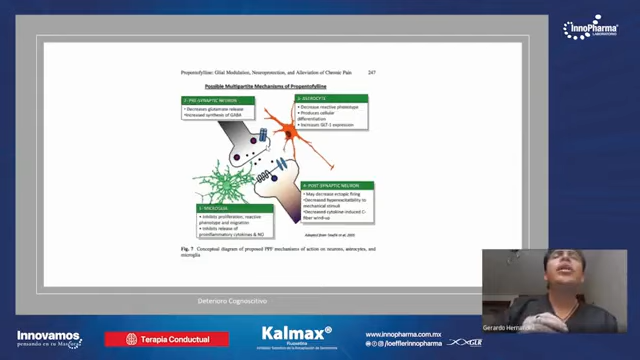 InnoPharma
LABORATORIO
Propentofylline: Glial Modulation, Neuroprotection, and Alleviation of Chronic Pain
247
Possible Multipartite Mechanisms of Propentofylline
2- PRE-SYNAPTIC NEURON
• Decreases glutamate release
• Increased synthesis of GABA
• Decrease reactive phenotype
• Produces cellular
differentiation
• Increases GLT-1 expression
• Inhibits proliferation, reactive
phenotype and migration
• Inhibits release of
proinflammatory cytokines & NO
4- POST-SYNAPTIC NEURON
• May decrease ectopic firing
• Decreased hyperexcitability to
mechanical stimuli
• Decreased cytokine-induced C-
fiber wind-up
Fig. 7 Conceptual diagram of proposed PPF mechanisms of action on neurons, astrocytes, and
microglia
Deterioro Cognoscitivo
Gerardo
Innovamos
pensando en tu
Terapia Conductual
Kalmax®
www.innopharma.com.mx
@loefflerinnopharma